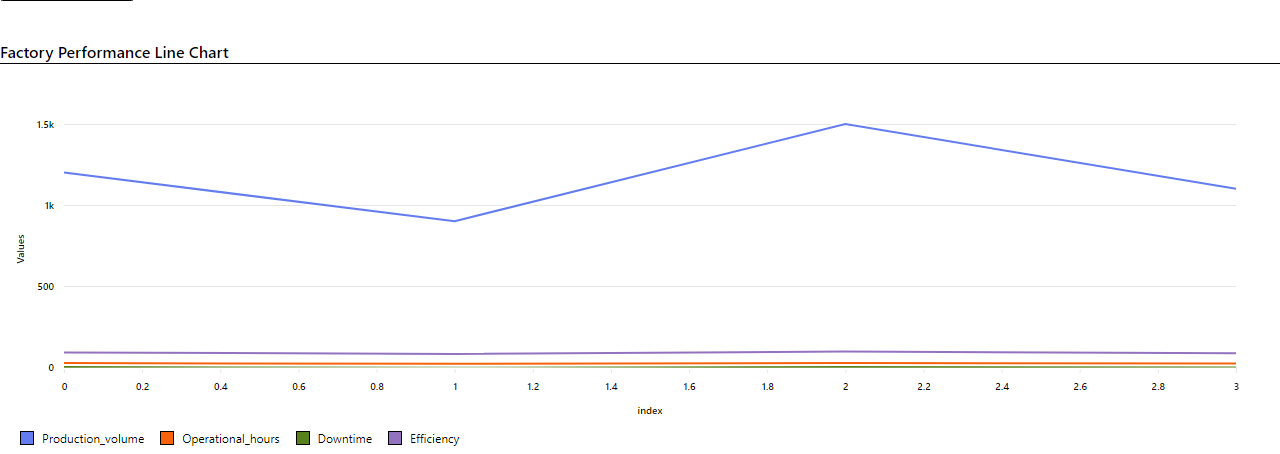 Factory Performance Line Chart
1.5k
1k
500
0
Values
0 0.2 0.4 0.6 0.8 1 1.2 1.4 1.6 1.8 2 2.2 2.4 2.6 2.8 3
index
Production_volume Operational_hours Downtime Efficiency